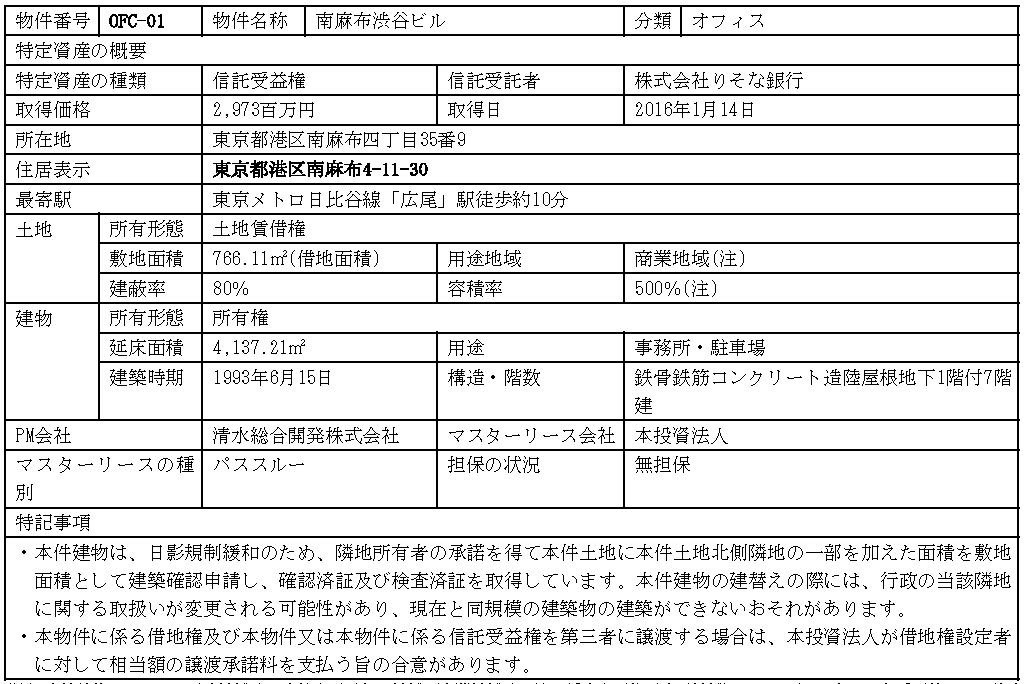 物件番号 OFC-01 物件名称 南麻布渋谷ビル 分類 オフィス
特定資産の概要
特定資産の種類 信託受益権 信託受託者 株式会社りそな銀行
取得価格 2,973百万円 取得日 2016年1月14日
所在地 東京都港区南麻布四丁目35番9
住居表示 東京都港区南麻布4-11-30
最寄駅 東京メトロ日比谷線「広尾」駅徒歩約10分
土地 所有形態 土地賃借権
敷地面積 766.11㎡(借地面積) 用途地域 商業地域(注)
建蔽率 80% 容積率 500%(注)
建物 所有形態 所有権
延床面積 4,137.21㎡ 用途 事務所・駐車場
建築時期 1993年6月15日 構造・階数 鉄骨鉄筋コンクリート造陸屋根地下1階付7階
建
PM会社 清水総合開発株式会社 マスターリース会社 本投資法人
マスターリースの種 パススルー 担保の状況 無担保
別
特記事項
・本件建物は、日影規制緩和のため、隣地所有者の承諾を得て本件土地に本件土地北側隣地の一部を加えた面積を敷地
面積として建築確認申請し、確認済証及び検査済証を取得しています。本件建物の建替えの際には、行政の当該隣地
に関する取扱いが変更される可能性があり、現在と同規模の建築物の建築ができないおそれがあります。
・本物件に係る借地権及び本物件又は本物件に係る信託受益権を第三者に譲渡する場合は、本投資法人が借地権設定者
に対して相当額の譲渡承諾料を支払う旨の合意があります。